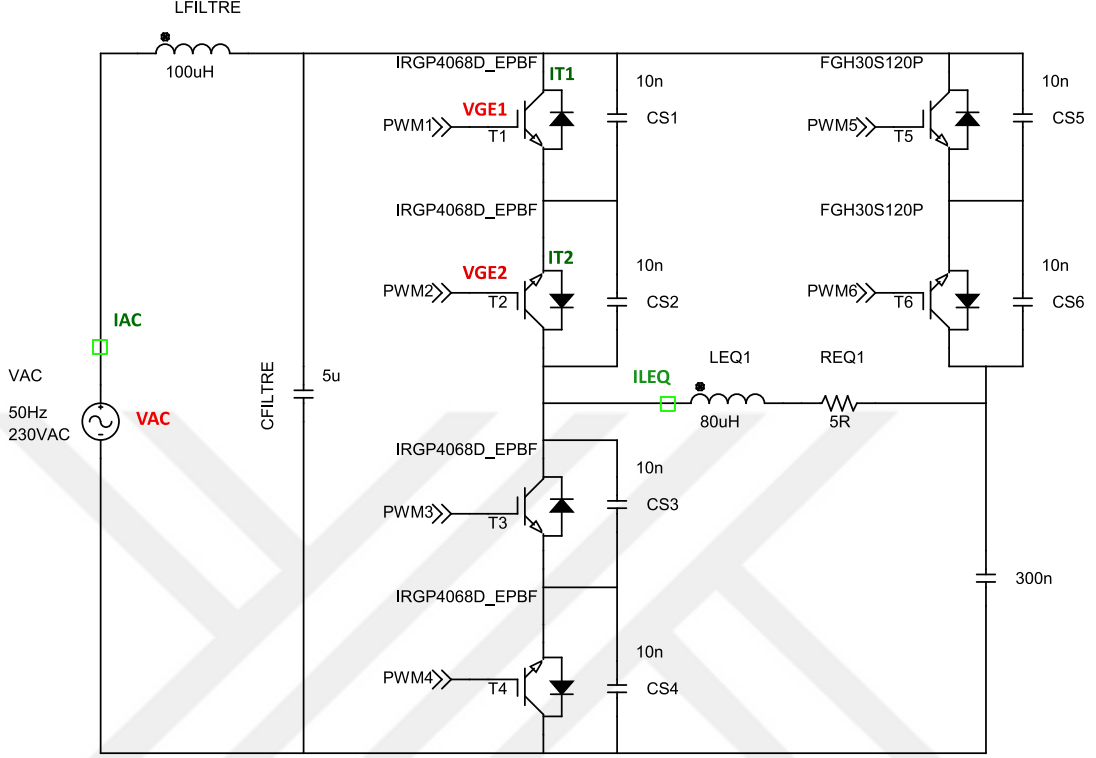 LFILTRE
100uH
IRGP4068D_EPBF
IT1
10n
FGH30S120P
10n
VGE1
PWM1
T1
CS1
PWM5
T5
CS5
IRGP4068D_EPBF
FGH30S120P
IT2
10n
10n
VGE2
PWM2
T2
CS2
PWM6
T6
CS6
IAC
LEQ1
REQ1
VAC
CFILTRE
5u
ILEQ
50Hz
230VAC
VAC
80uH
5R
IRGP4068D_EPBF
10n
PWM3
T3
CS3
300n
IRGP4068D_EPBF
10n
PWM4
T4
CS4